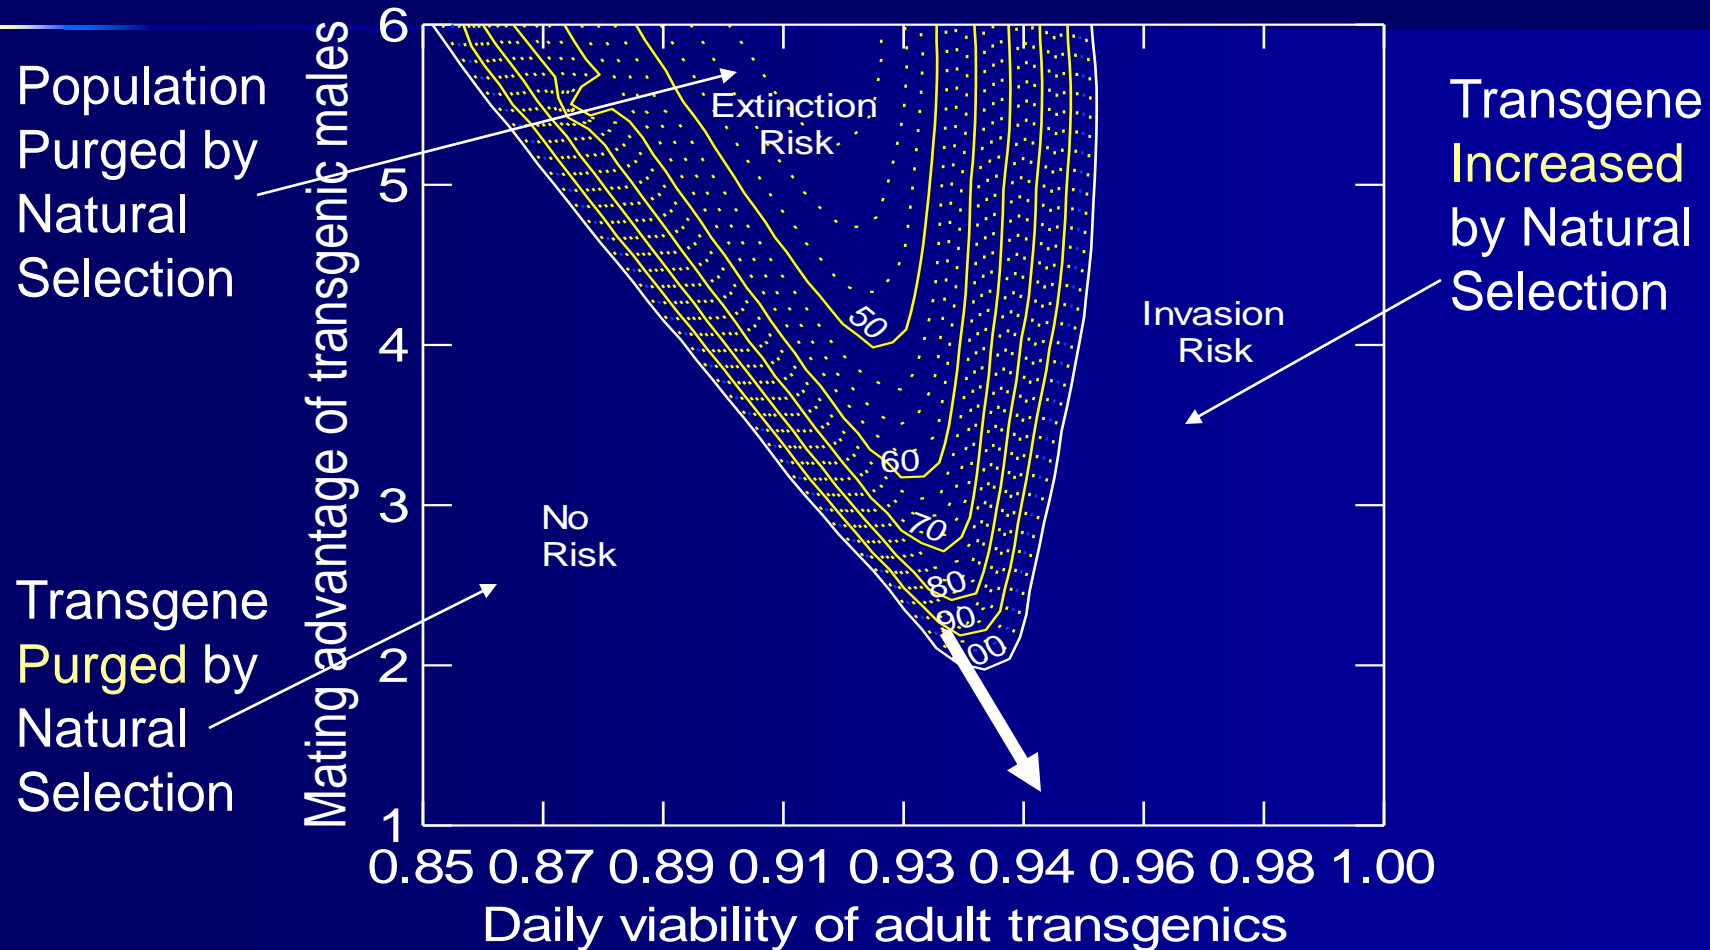 Population
Purged by
Natural
Selection
Transgene
Purged by
Natural
Selection
Mating advantage of transgenic males
6
5
4
3
2
1
Extinction
Risk
No
Risk
Invasion
Risk
50
60
70
80
90
00
0.85 0.87 0.89 0.91 0.93 0.94 0.96 0.98 1.00
Daily viability of adult transgenics
Transgene
Increased
by Natural
Selection